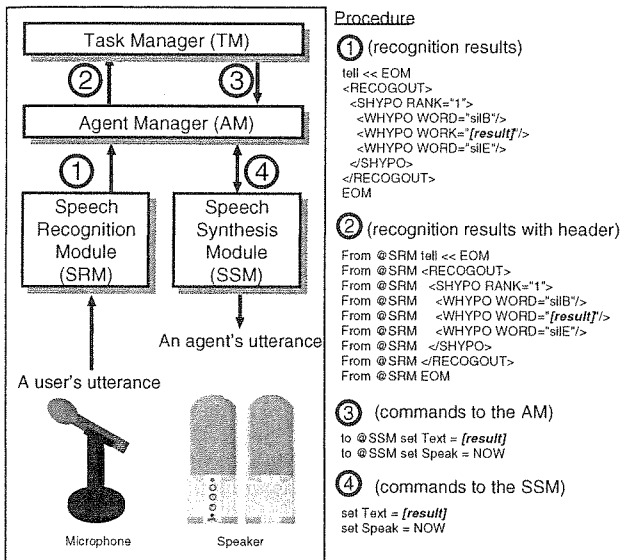 Task Manager (TM)
2
3
Agent Manager (AM)
1
4
Speech
Recognition
Module
(SRM)
Speech
Synthesis
Module
(SSM)
An agent's utterance
A user's utterance
Microphone
Speaker
Procedure
1 (recognition results)
tell << EOM
<RECOGOUT>
<SHYPO RANK="1">
<WHYPO WORD="silB"/>
<WHYPO WORK="[result]"/>
<WHYPO WORD="silE"/>
</SHYPO>
</RECOGOUT>
EOM
2 (recognition results with header)
From @SRM tell << EOM
From @SRM <RECOGOUT>
From @SRM <SHYPO RANK="1">
From @SRM <WHYPO WORD="silB"/>
From @SRM <WHYPO WORD="[result]"/>
From @SRM <WHYPO WORD="silE"/>
From @SRM </SHYPO>
From @SRM </RECOGOUT>
From @SRM EOM
3 (commands to the AM)
to @SSM set Text = [result]
to @SSM set Speak = NOW
4 (commands to the SSM)
set Text = [result]
set Speak = NOW